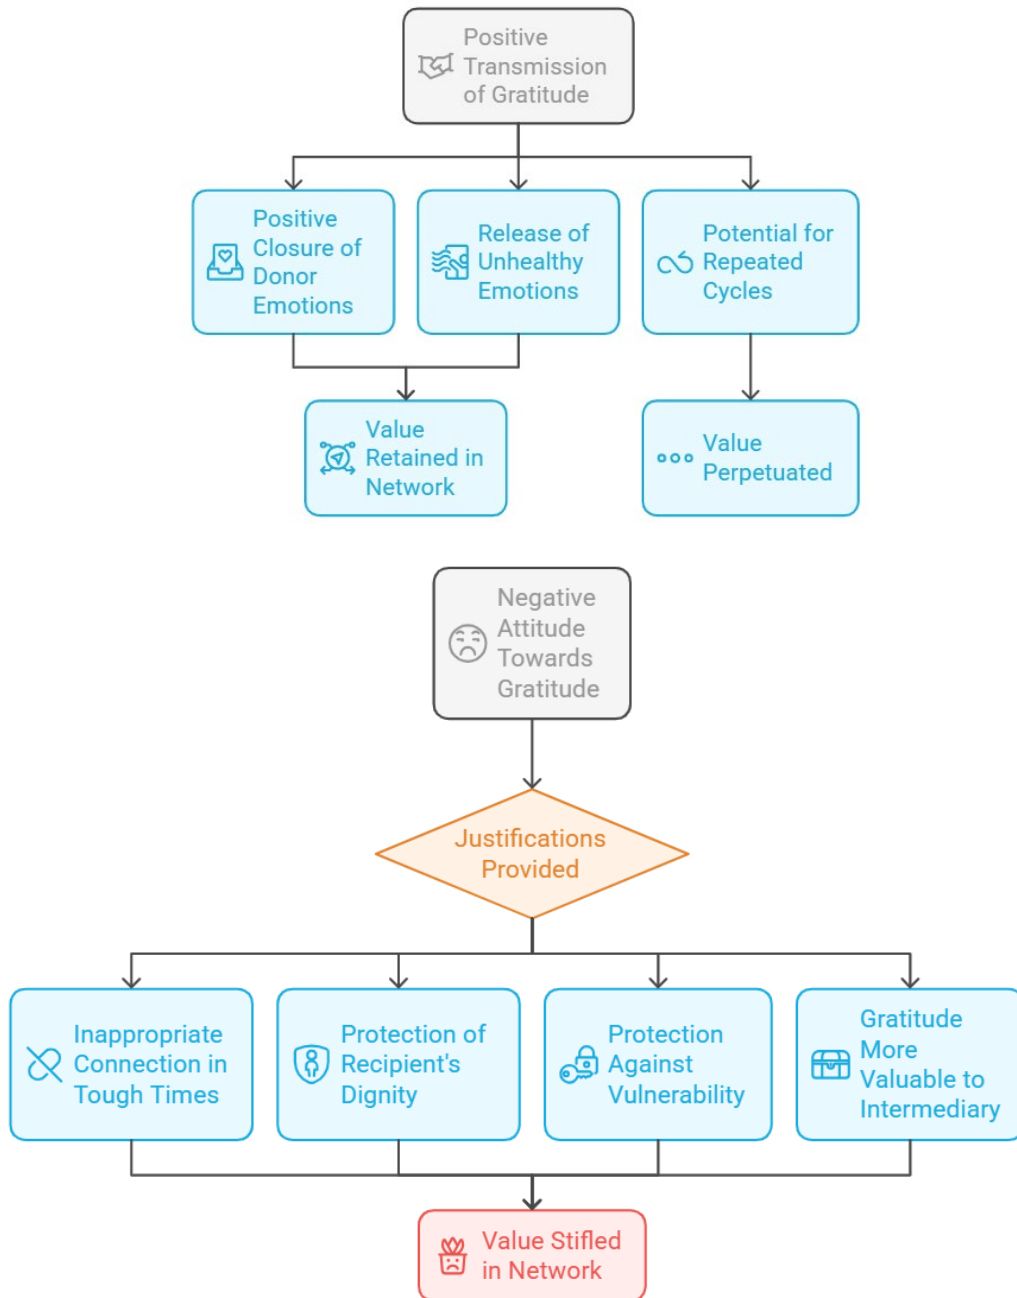 Positive
Transmission
of Gratitude
Positive
Closure of
Donor
Emotions
Release of
Unhealthy
Emotions
Potential for
Repeated
Cycles
Value
Retained in
Network
Value
Perpetuated
Negative
Attitude
Towards
Gratitude
Justifications
Provided
Inappropriate
Connection in
Tough Times
Protection of
Recipient's
Dignity
Protection
Against
Vulnerability
Gratitude
More
Valuable to
Intermediary
Value Stifled
in Network